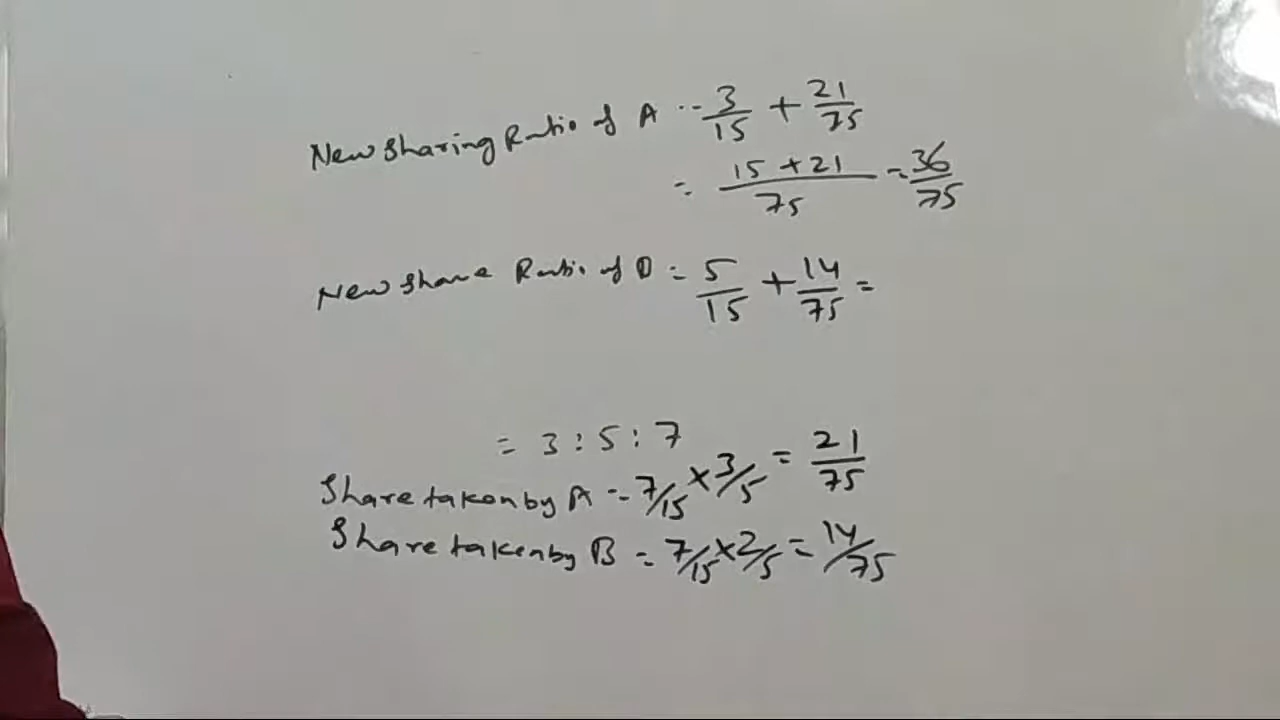 New Sharing Ratio of A = 3/15 + 21/75
= 15 + 21 / 75 = 36/75
New Share Ratio of D = 5/15 + 14/75 =
= 3 : 5 : 7
Share taken by A = 7/15 × 3/5 = 21/75
Share taken by B = 7/15 × 2/5 = 14/75